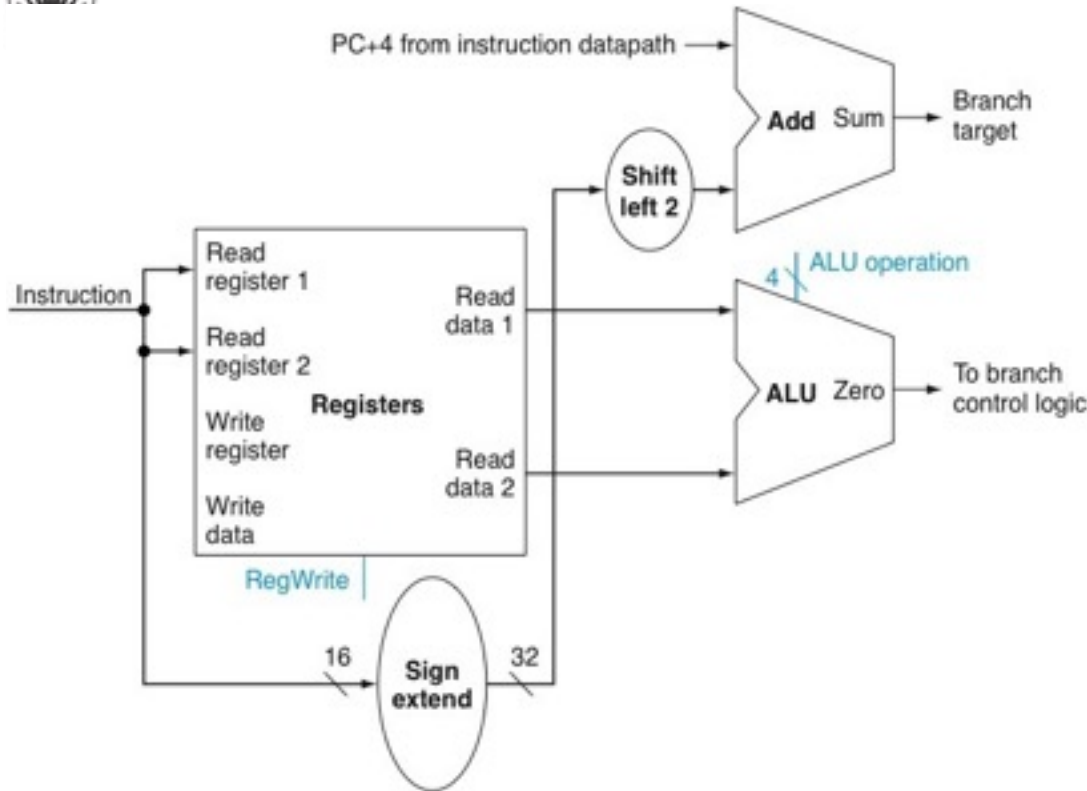 PC+4 from instruction datapath
Add Sum
Branch
target
Shift
left 2
Instruction
Read
register 1
Read
register 2
Write
register
Write
data
Registers
Read
data 1
Read
data 2
RegWrite
4
ALU operation
ALU Zero
To branch
control logic
16
Sign
extend
32